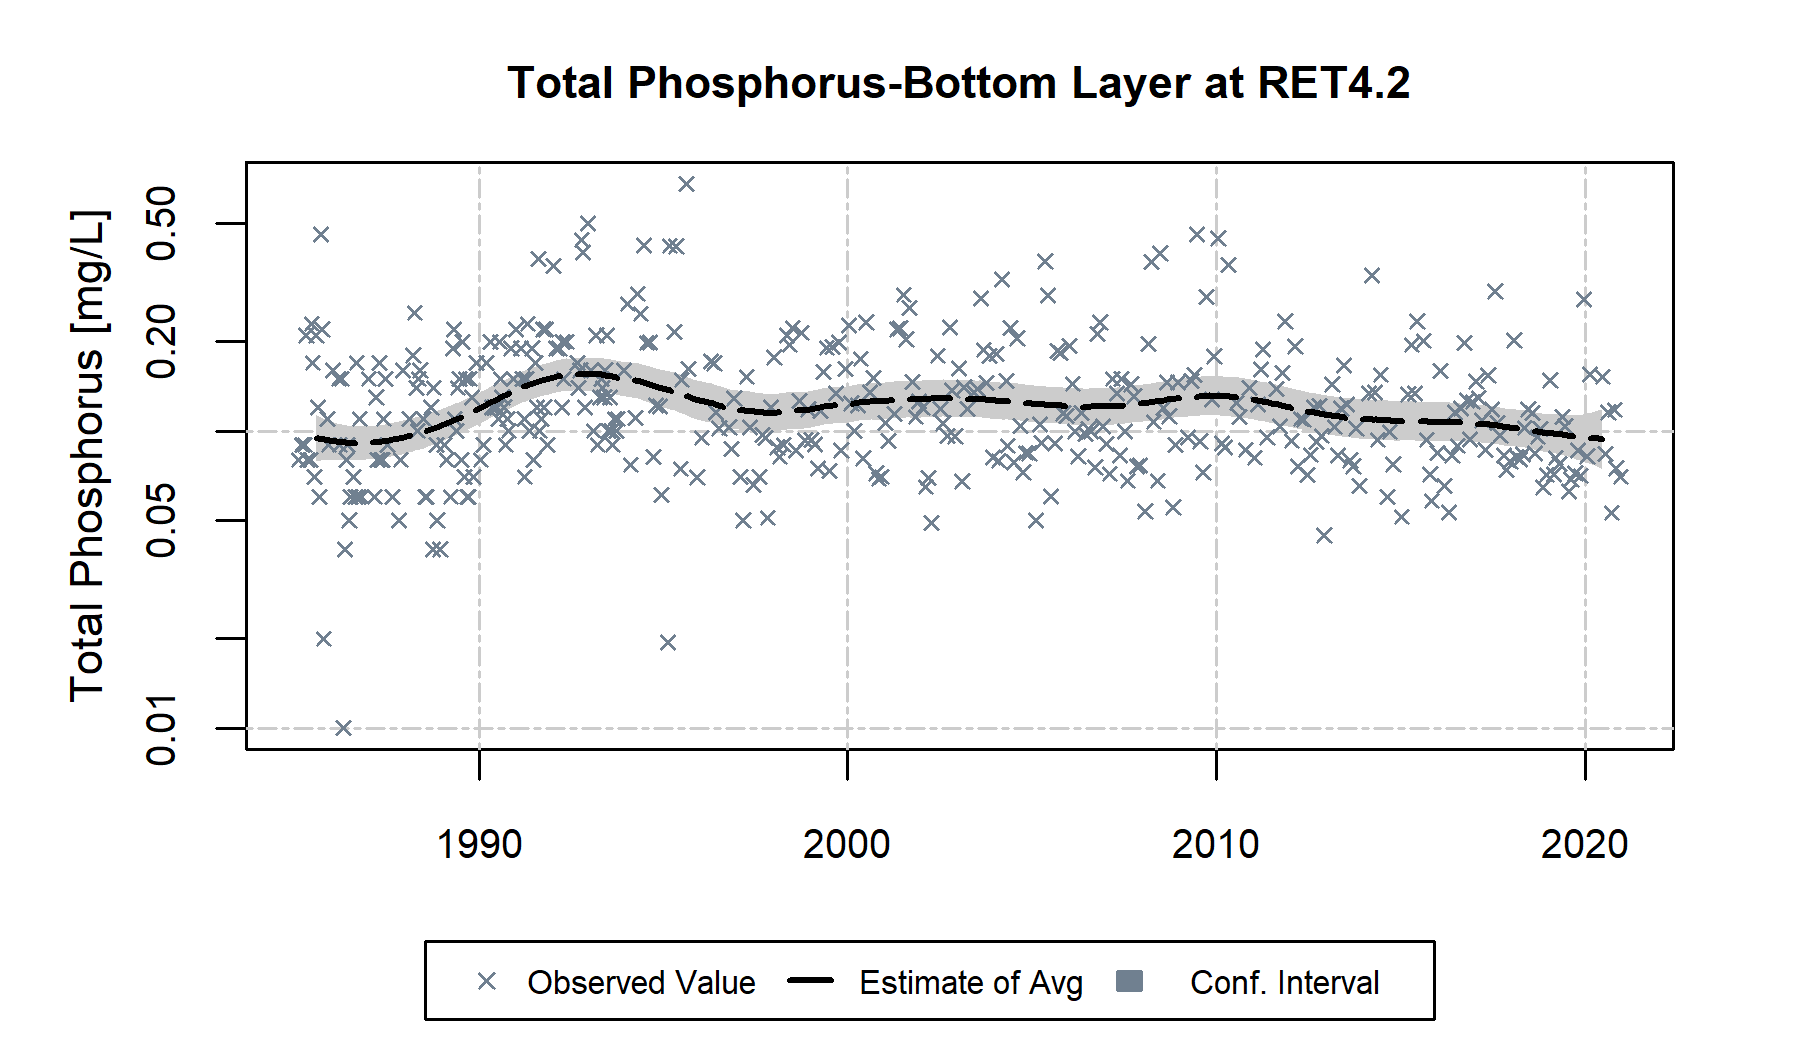 Total Phosphorus-Bottom Layer at RET4.2
Total Phosphorus [mg/L]
0.50
0.20
0.05
0.01
1990 2000 2010 2020
Observed Value Estimate of Avg Conf. Interval